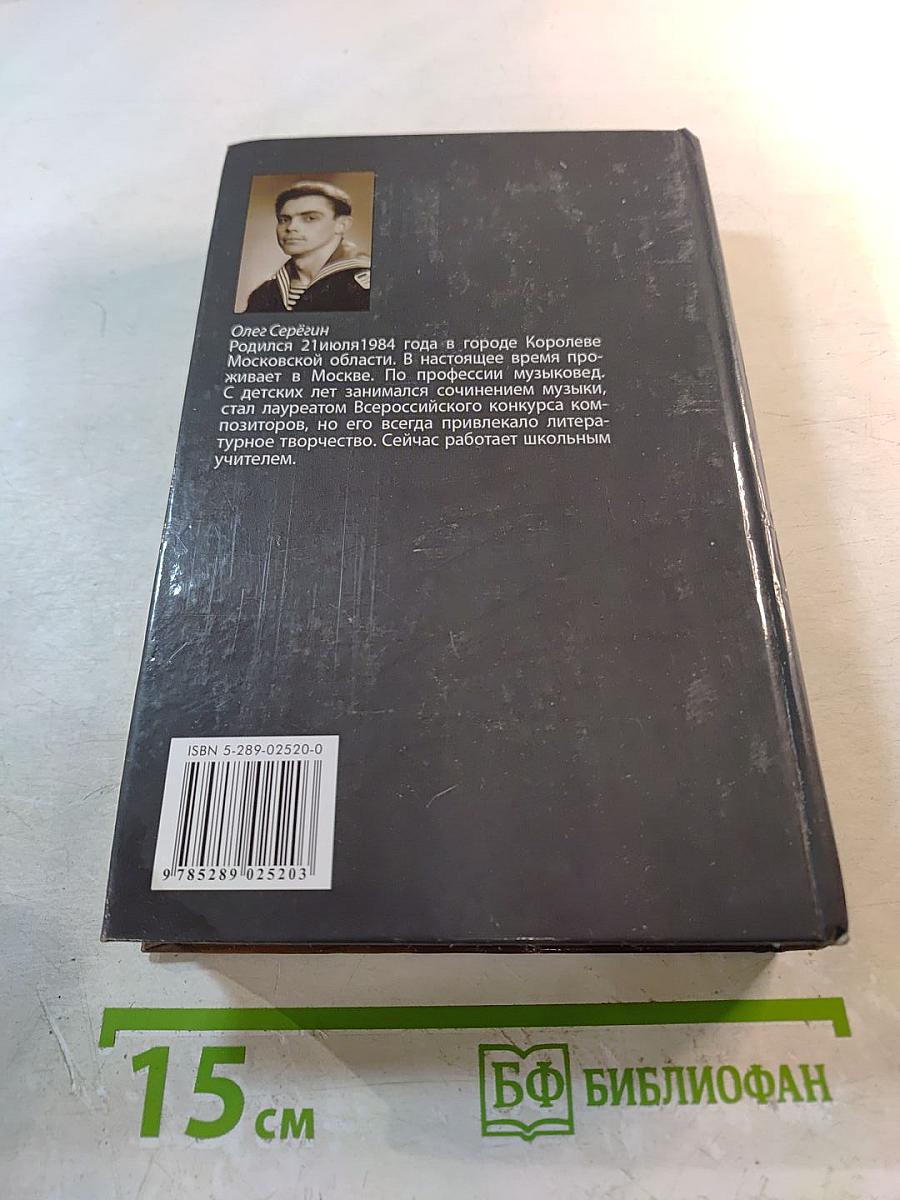 Олег Серёгин
Родился 21июля1984 года в городе Королеве
Московской области. В настоящее время про-
живает в Москве. По профессии музыковед.
С детских лет занимался сочинением музыки,
стал лауреатом Всероссийского конкурса ком-
позиторов, но его всегда привлекало литера-
турное творчество. Сейчас работает школьным
учителем.
ISBN 5-289-02520-0
9 785289 025203
15 см
БФ БИБЛИОФАН